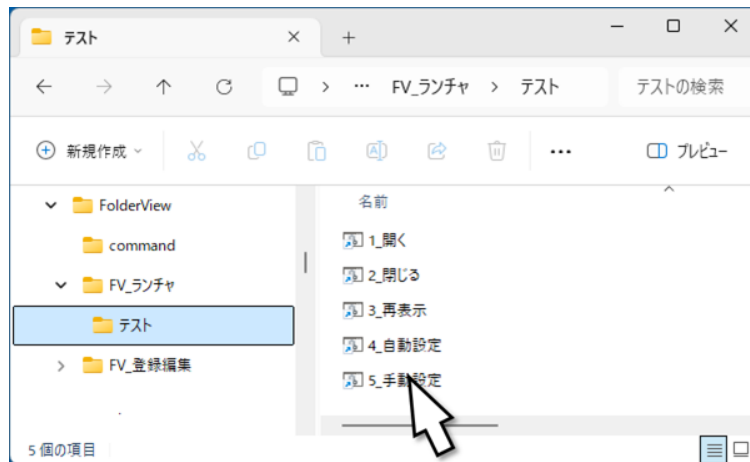 テスト
FV_ランチャ テスト テストの検索
新規作成 プレビュー
FolderView
command
FV_ランチャ
テスト
FV_登録編集
名前
1_開く
2_閉じる
3_再表示
4_自動設定
5_手動設定
5 個の項目